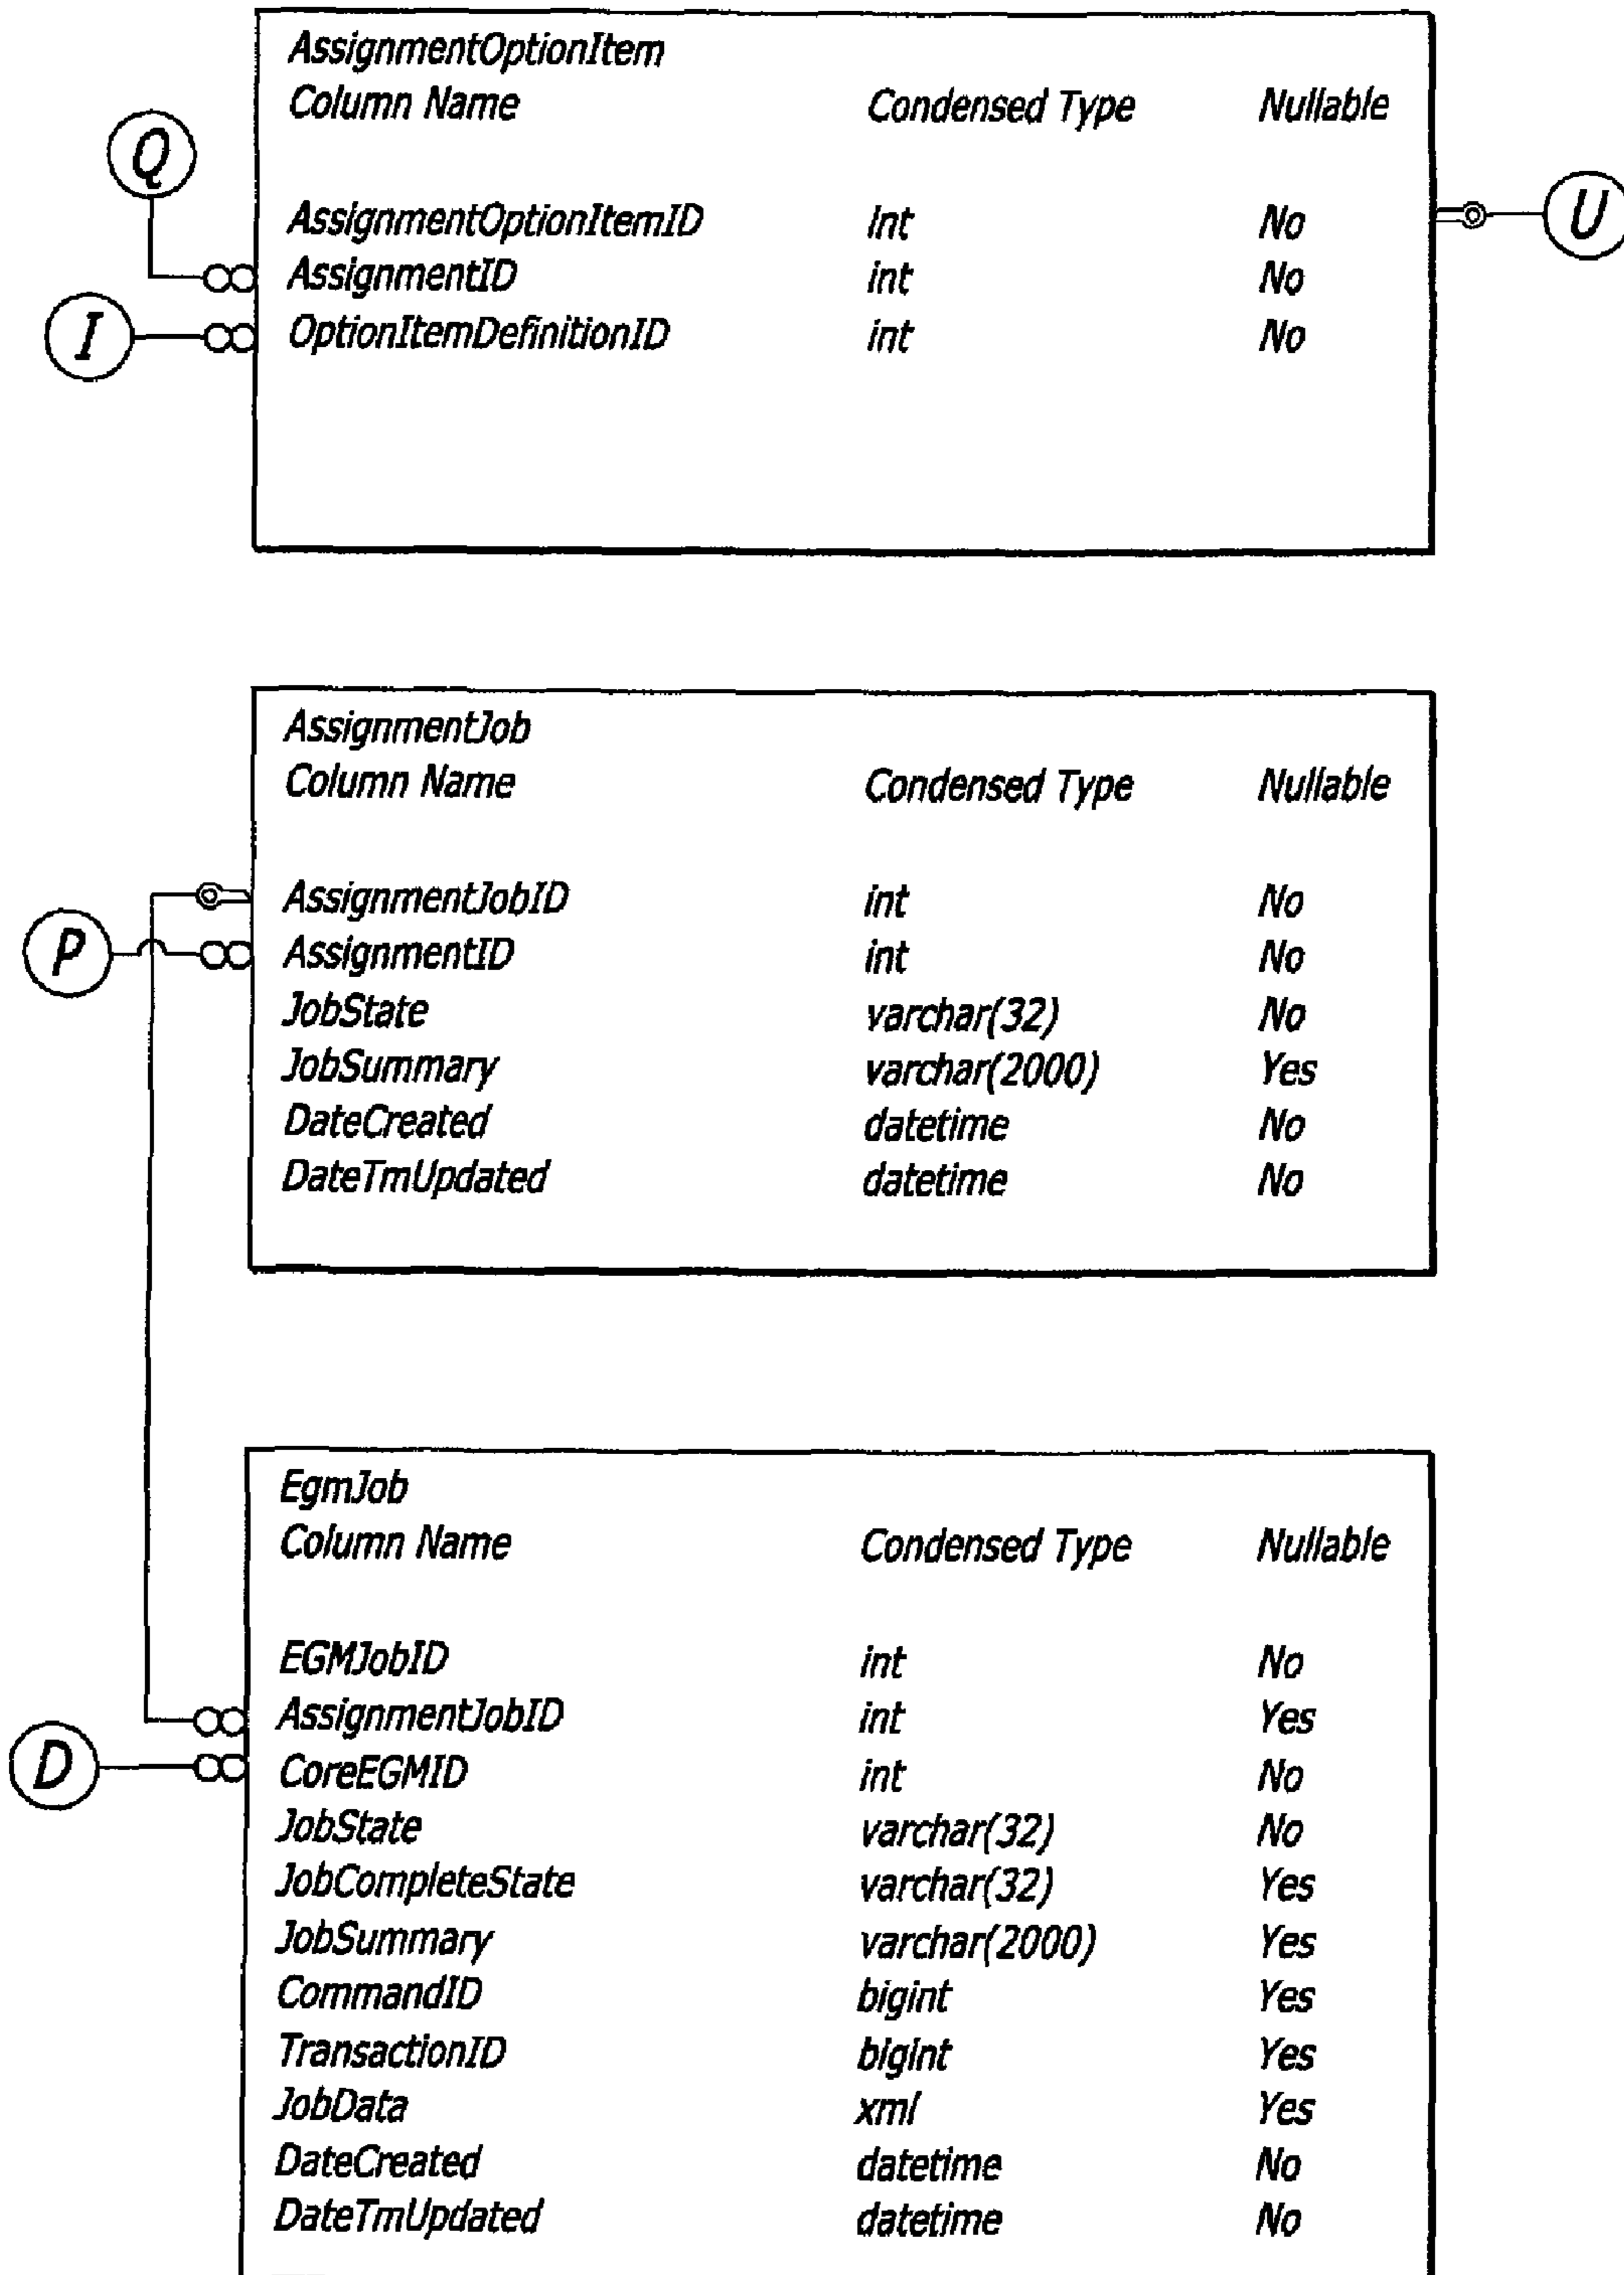 AssignmentOptionItem
Column Name Condensed Type Nullable
Q
AssignmentOptionItemID int No
U
AssignmentID int No
I
OptionItemDefinitionID int No
AssignmentJob
Column Name Condensed Type Nullable
AssignmentJobID int No
P
AssignmentID int No
JobState varchar(32) No
JobSummary varchar(2000) Yes
DateCreated datetime No
DateTmUpdated datetime No
EgmJob
Column Name Condensed Type Nullable
EGMJobID int No
AssignmentJobID int Yes
D
CoreEGMID int No
JobState varchar(32) No
JobCompleteState varchar(32) Yes
JobSummary varchar(2000) Yes
CommandID bigint Yes
TransactionID bigint Yes
JobData xml Yes
DateCreated datetime No
DateTmUpdated datetime No